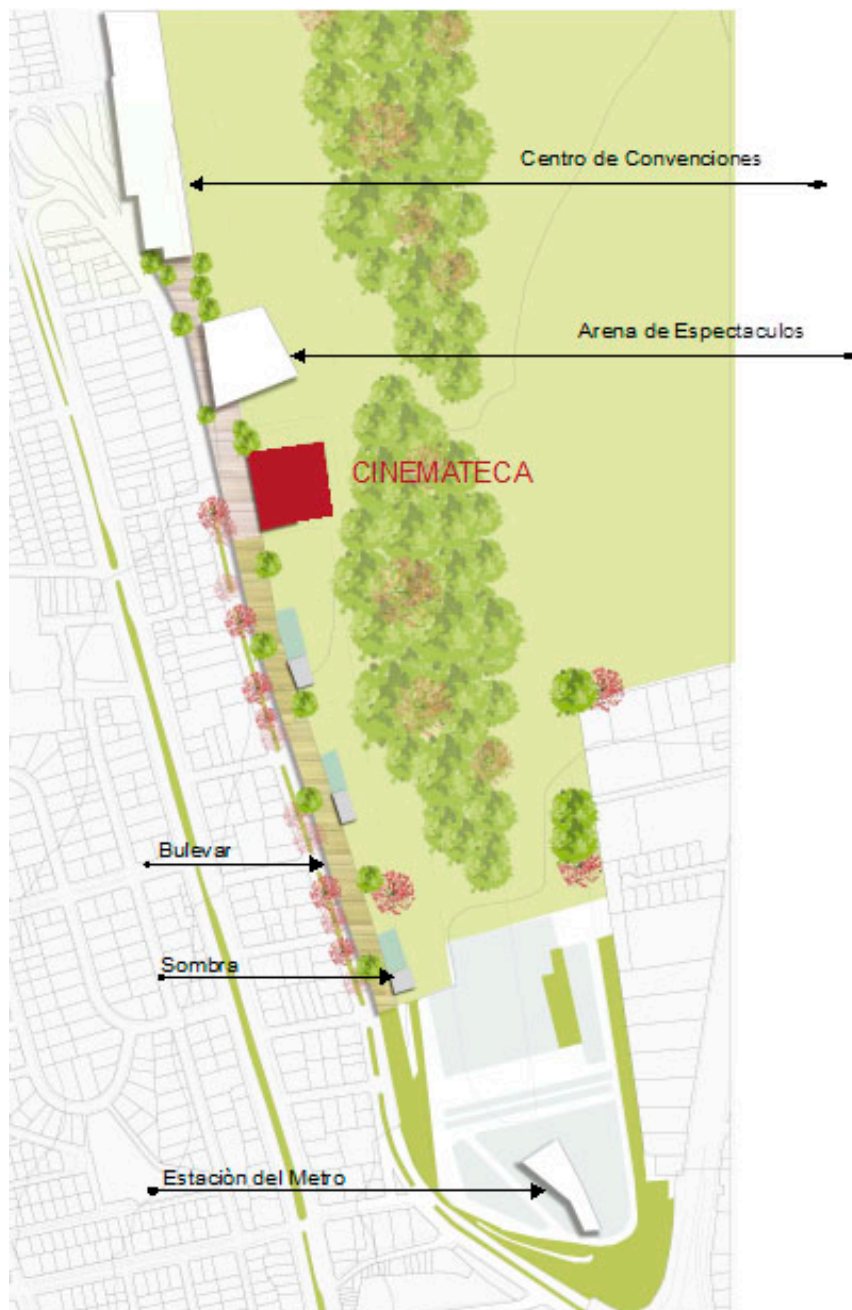 Centro de Convenciones
Arena de Espectaculos
CINEMATECA
Bulevar
Sombra
Estaciòn del Metro